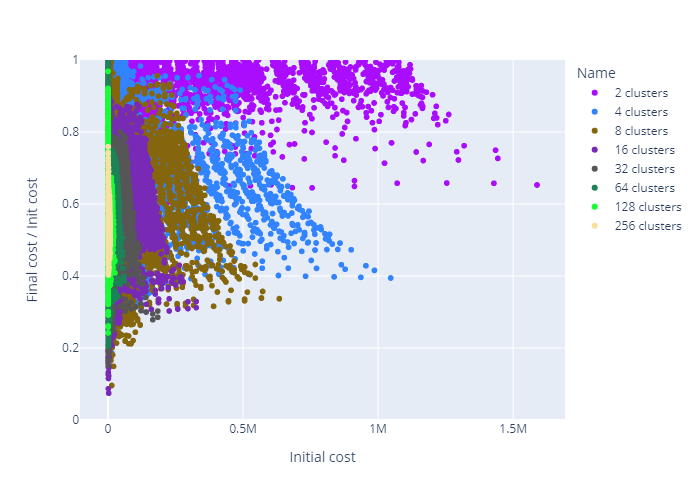 Name
2 clusters
4 clusters
8 clusters
16 clusters
32 clusters
64 clusters
128 clusters
256 clusters
1
0.8
0.6
0.4
0.2
0
Final cost / Init cost
0 0.5M 1M 1.5M
Initial cost